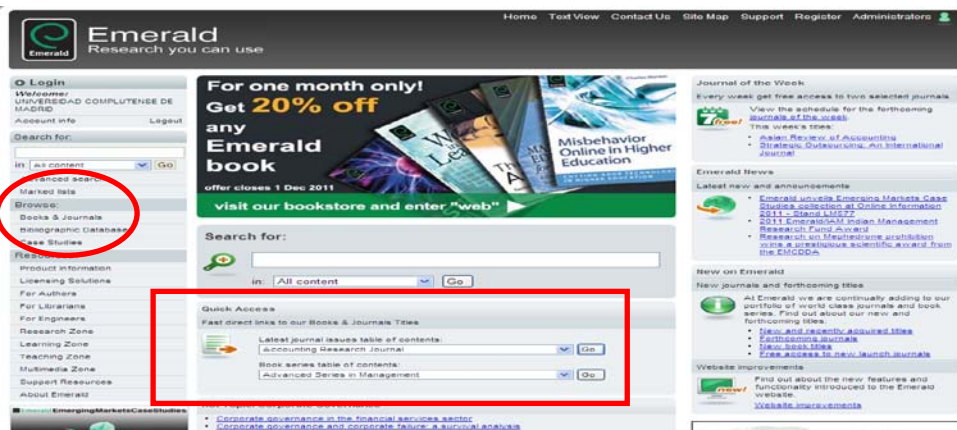 Home Text View Contact Us Site Map Support Register Administrators
Emerald
Emerald
Research you can use
Login
Welcome:
UNIVERSIDAD COMPLUTENSE DE
MADRID
Account info Logout
Search for:
in: All content Go
Advanced search
Marked lists
Browse:
Books & Journals
Bibliographic Database
Case Studies
Resources
Product Information
Licensing Solutions
For Authors
For Librarians
For Engineers
Research Zone
Learning Zone
Teaching Zone
Multimedia Zone
Support Resources
About Emerald
Emerald EmergingMarketsCaseStudies
For one month only!
Get 20% off
any
Emerald
book
offer closes 1 Dec 2011
visit our bookstore and enter "web"
Misbehavior
Online in Higher
Education
Search for:
in: All content Go
Quick Access
Fast direct links to our Books & Journals Titles
Latest journal issues table of contents:
Accounting Research Journal Go
Book series table of contents:
Advanced Series in Management Go
Corporate governance in the financial services sector
Corporate governance and corporate failure: a survival analysis
Journal of the Week
Every week get free access to two selected journals
7 free!
View the schedule for the forthcoming
journals of the week.
This week's titles:
Asian Review of Accounting
Strategic Outsourcing: An International
Journal
Emerald News
Latest new and announcements
Emerald unveils Emerging Markets Case
Studies collection at Online Information
2011 - Stand LMS77
2011 Emerald/IAM Indian Management
Research Fund Award
Research on Mephedrone prohibition
wins a prestigious scientific award from
the EMCDDA
New on Emerald
New journals and forthcoming titles
At Emerald we are continually adding to our
portfolio of world class journals and book
series. Find out about our new and
forthcoming titles:
New and recently acquired titles
Forthcoming journals
New book titles
Free access to new launch journals
Website improvements
new!
Find out about the new features and
functionality introduced to the Emerald
website.
Website improvements